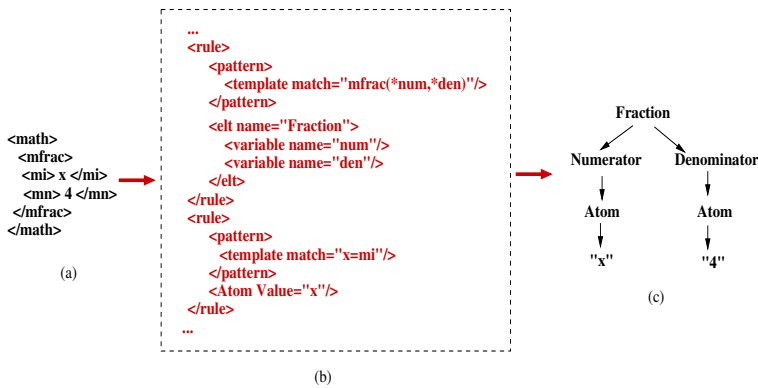 <math>
<mfrac>
<mi> x </mi>
<mn> 4 </mn>
</mfrac>
</math>
(a)
...
<rule>
<pattern>
<template match="mfrac(*num,*den)"/>
</pattern>
<elt name="Fraction">
<variable name="num"/>
<variable name="den"/>
</elt>
</rule>
<rule>
<pattern>
<template match="x=mi"/>
</pattern>
<Atom Value="x"/>
</rule>
...
(b)
Fraction
Numerator Denominator
Atom Atom
"x" "4"
(c)